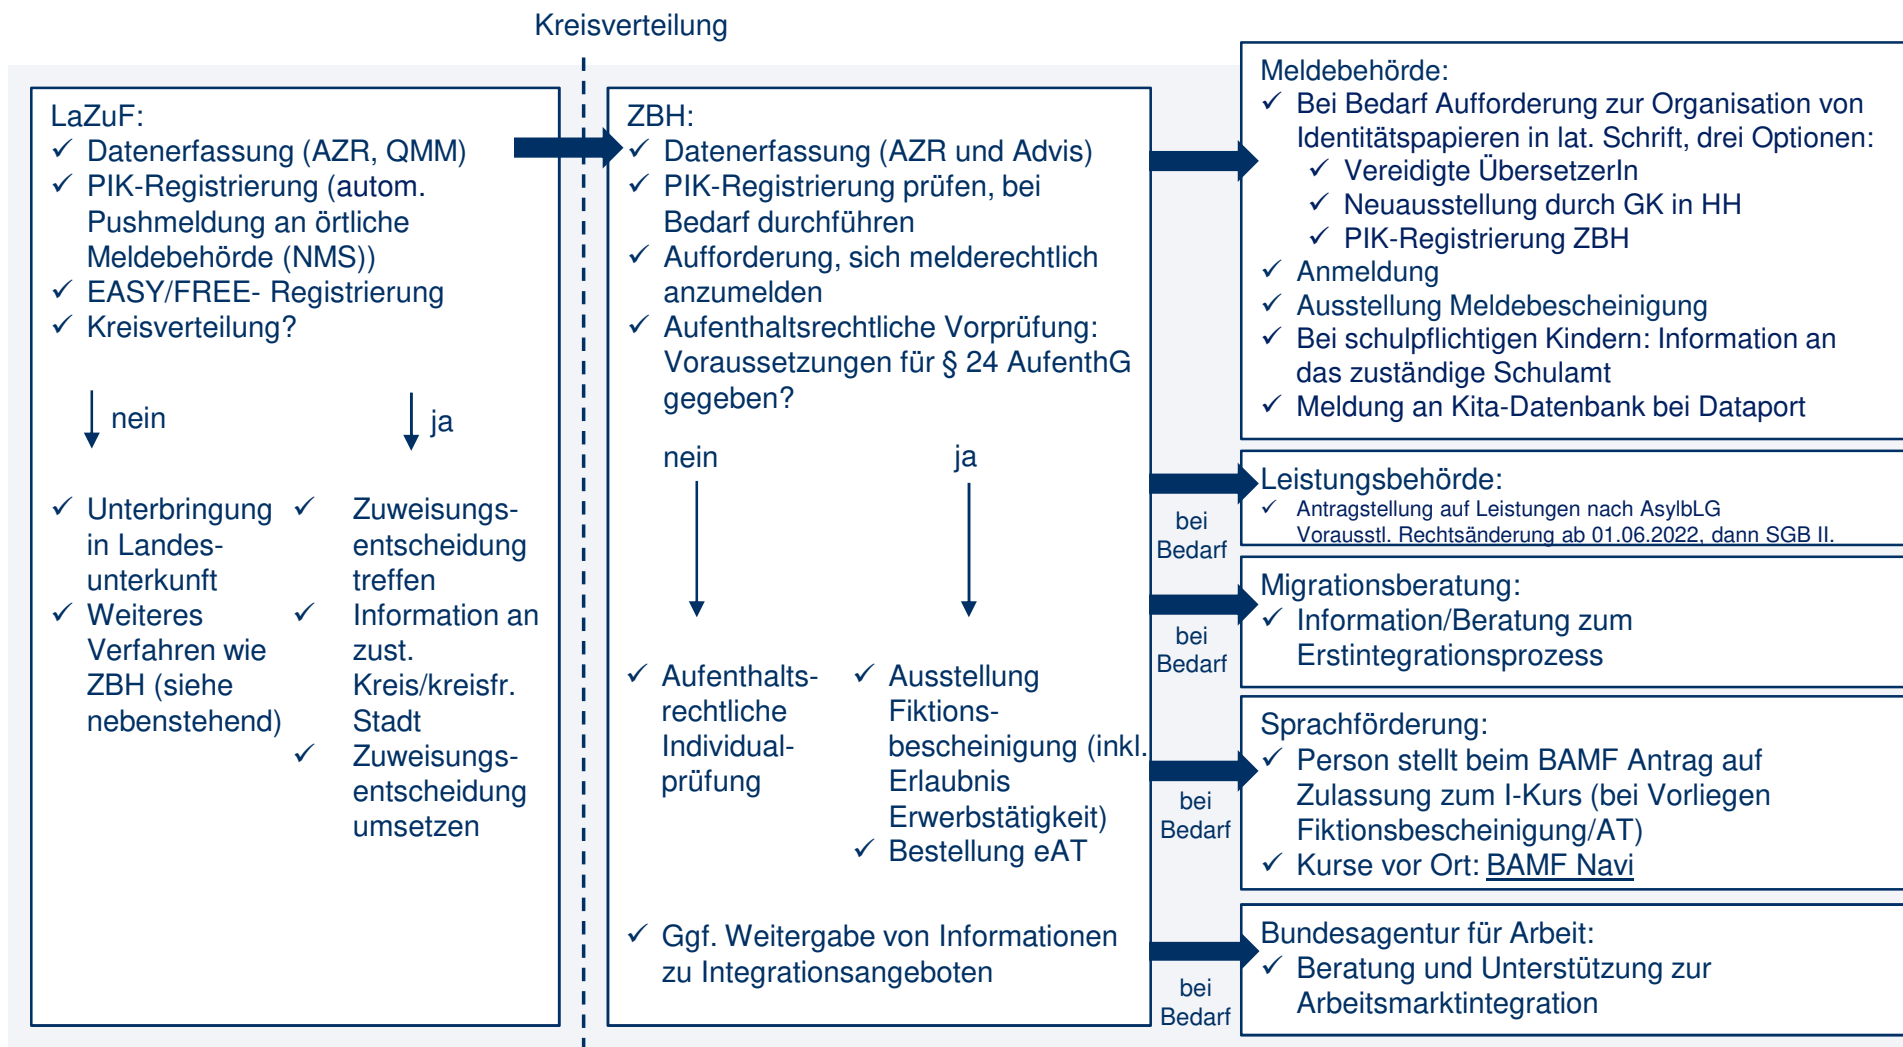 Kreisverteilung
LaZuF:
✓ Datenerfassung (AZR, QMM)
✓ PIK-Registrierung (autom.
Pushmeldung an örtliche
Meldebehörde (NMS))
✓ EASY/FREE- Registrierung
✓ Kreisverteilung?
nein
ja
✓ Unterbringung
in Landes-
unterkunft
✓ Weiteres
Verfahren wie
ZBH (siehe
nebenstehend)
✓ Zuweisungs-
entscheidung
treffen
✓ Information an
zust.
Kreis/kreisfr.
Stadt
✓ Zuweisungs-
entscheidung
umsetzen
ZBH:
✓ Datenerfassung (AZR und Advis)
✓ PIK-Registrierung prüfen, bei
Bedarf durchführen
✓ Aufforderung, sich melderechtlich
anzumelden
✓ Aufenthaltsrechtliche Vorprüfung:
Voraussetzungen für § 24 AufenthG
gegeben?
nein
ja
✓ Aufenthalts-
rechtliche
Individual-
prüfung
✓ Ausstellung
Fiktions-
bescheinigung (inkl.
Erlaubnis
Erwerbstätigkeit)
✓ Bestellung eAT
✓ Ggf. Weitergabe von Informationen
zu Integrationsangeboten
Meldebehörde:
✓ Bei Bedarf Aufforderung zur Organisation von
Identitätspapieren in lat. Schrift, drei Optionen:
✓ Vereidigte ÜbersetzerIn
✓ Neuausstellung durch GK in HH
✓ PIK-Registrierung ZBH
✓ Anmeldung
✓ Ausstellung Meldebescheinigung
✓ Bei schulpflichtigen Kindern: Information an
das zuständige Schulamt
✓ Meldung an Kita-Datenbank bei Dataport
bei
Bedarf
Leistungsbehörde:
✓ Antragstellung auf Leistungen nach AsylbLG
Vorausstl. Rechtsänderung ab 01.06.2022, dann SGB II.
bei
Bedarf
Migrationsberatung:
✓ Information/Beratung zum
Erstintegrationsprozess
bei
Bedarf
Sprachförderung:
✓ Person stellt beim BAMF Antrag auf
Zulassung zum I-Kurs (bei Vorliegen
Fiktionsbescheinigung/AT)
✓ Kurse vor Ort: BAMF Navi
bei
Bedarf
Bundesagentur für Arbeit:
✓ Beratung und Unterstützung zur
Arbeitsmarktintegration